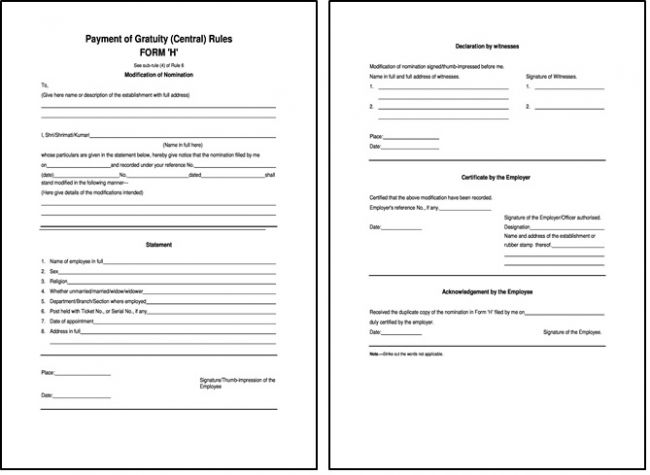 Payment of Gratuity (Central) Rules
FORM 'H'
See sub-rule (4) of Rule 6
Modification of Nomination
To,
(Give here name or description of the establishment with full address)
I, Shri/Shrimati/Kumari
(Name in full here)
whose particulars are given in the statement below, hereby give notice that the nomination filled by me
on and recorded under your reference No.
(date) No. dated shall
stand modified in the following manner—
(Here give details of the modifications intended)
Statement
1. Name of employee in full
2. Sex
3. Religion
4. Whether unmarried/married/widow/widower
5. Department/Branch/Section where employed
6. Post held with Ticket No., or Serial No., if any
7. Date of appointment
8. Address in full
Place:
Signature/Thumb-impression of the
Employee
Date:
Declaration by witnesses
Modification of nomination signed/thumb-impressed before me.
Name in full and full address of witnesses. Signature of Witnesses.
1. 1.
2. 2.
Place:
Date:
Certificate by the Employer
Certified that the above modification have been recorded.
Employer's reference No., if any.
Signature of the Employer/Officer authorised.
Date: Designation
Name and address of the establishment or
rubber stamp thereof.
Acknowledgement by the Employee
Received the duplicate copy of the nomination in Form 'H' filed by me on
duly certified by the employer.
Date: Signature of the Employee.
Note.—Strike out the words not applicable.